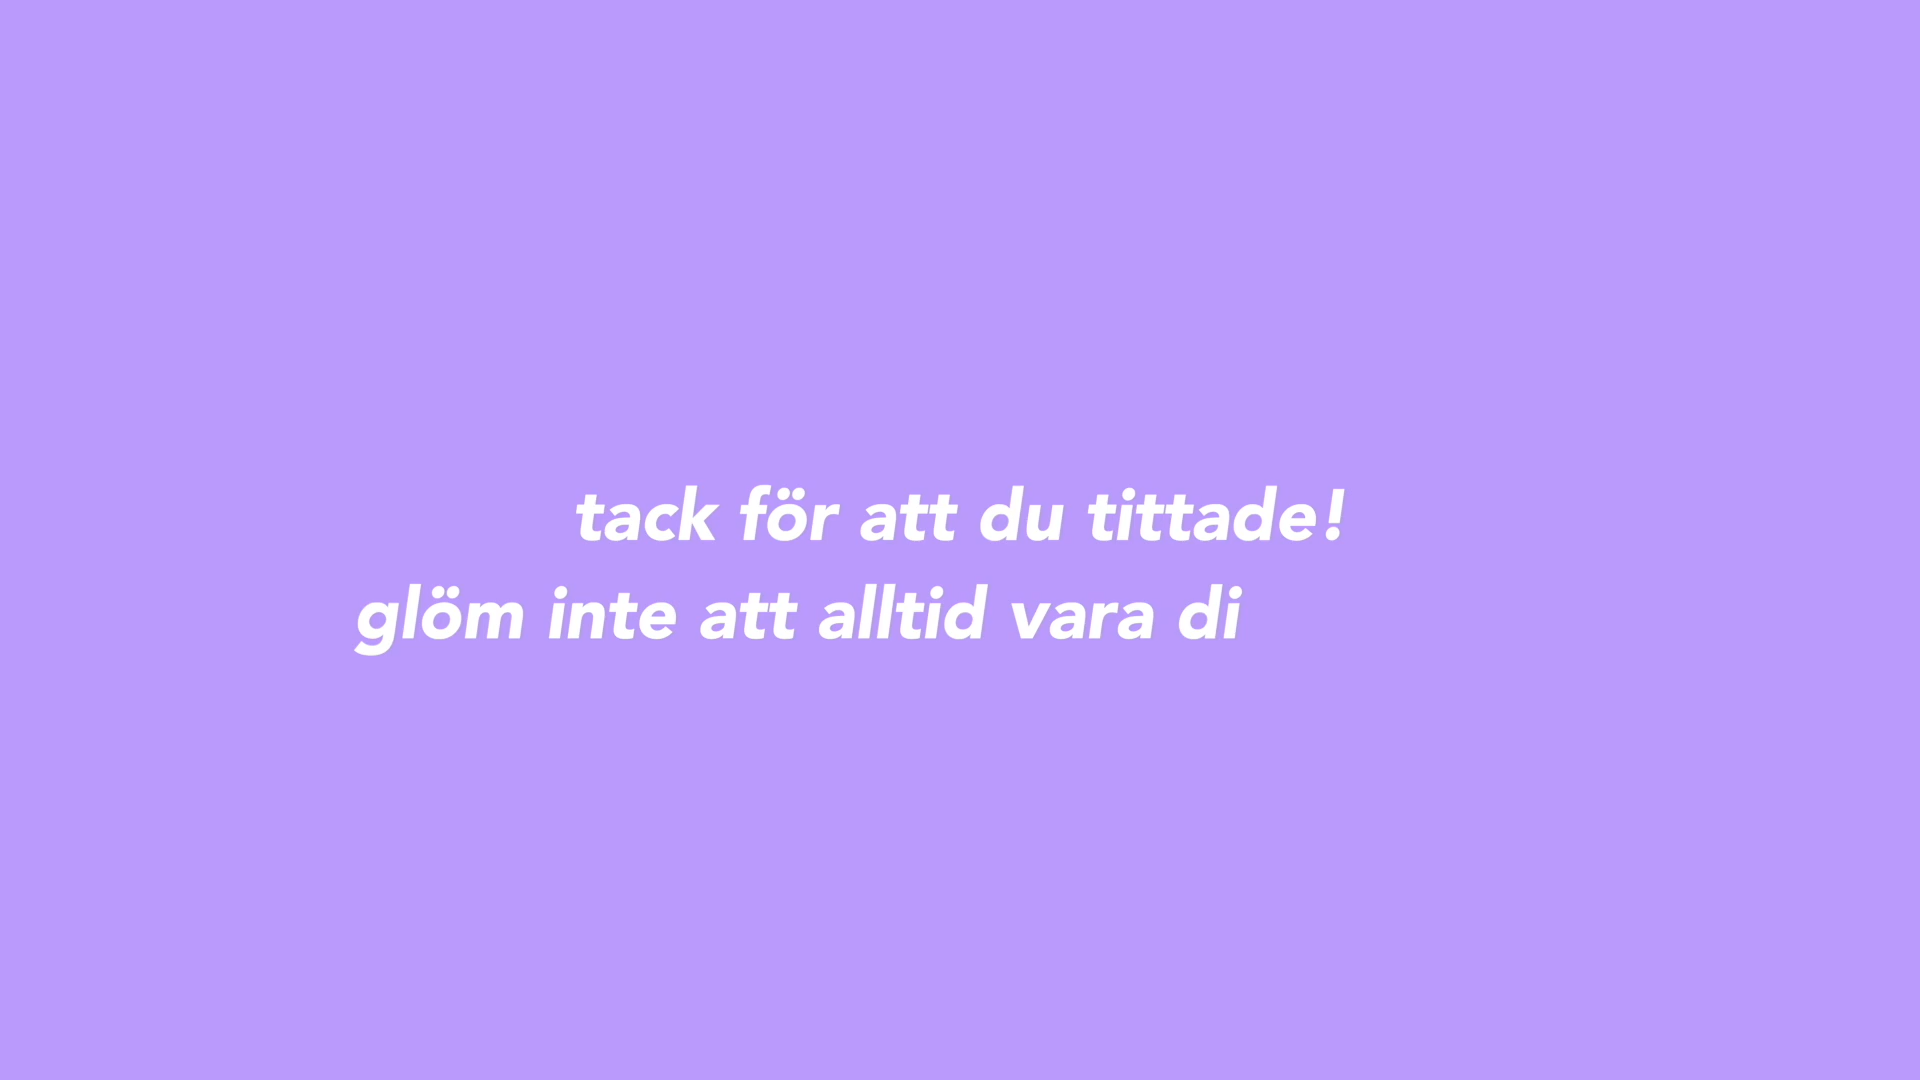 tack för att du tittade!
glöm inte att alltid vara di